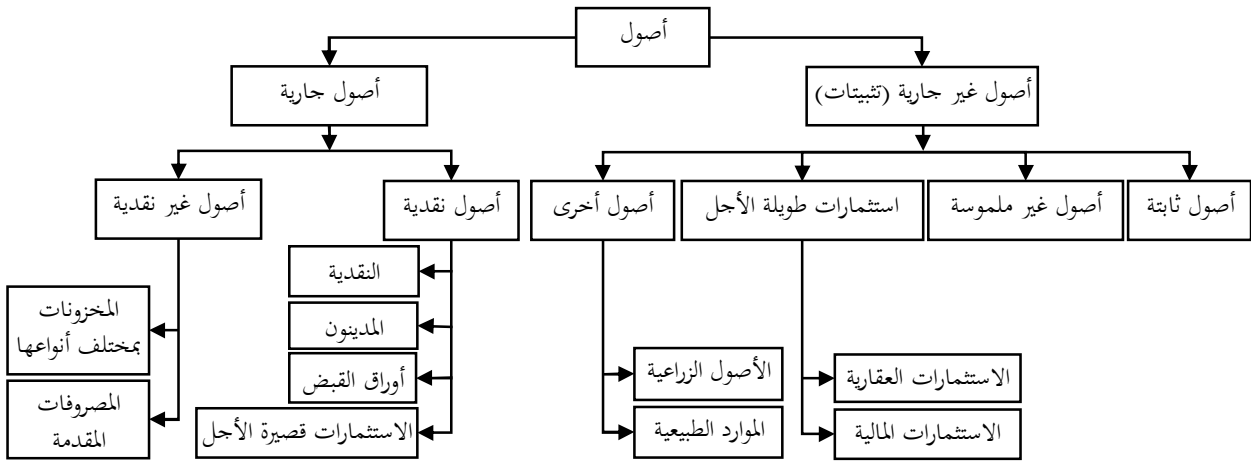 أصول
أصول غير جارية (تثبيتات)
أصول جارية
أصول ثابتة
أصول غير ملموسة
استثمارات طويلة الأجل
أصول أخرى
أصول نقدية
أصول غير نقدية
الاستثمارات العقارية
الاستثمارات المالية
الأصول الزراعية
الموارد الطبيعية
النقدية
المدينون
أوراق القبض
الاستثمارات قصيرة الأجل
المخزونات
بمختلف أنواعها
المصروفات
المقدمة